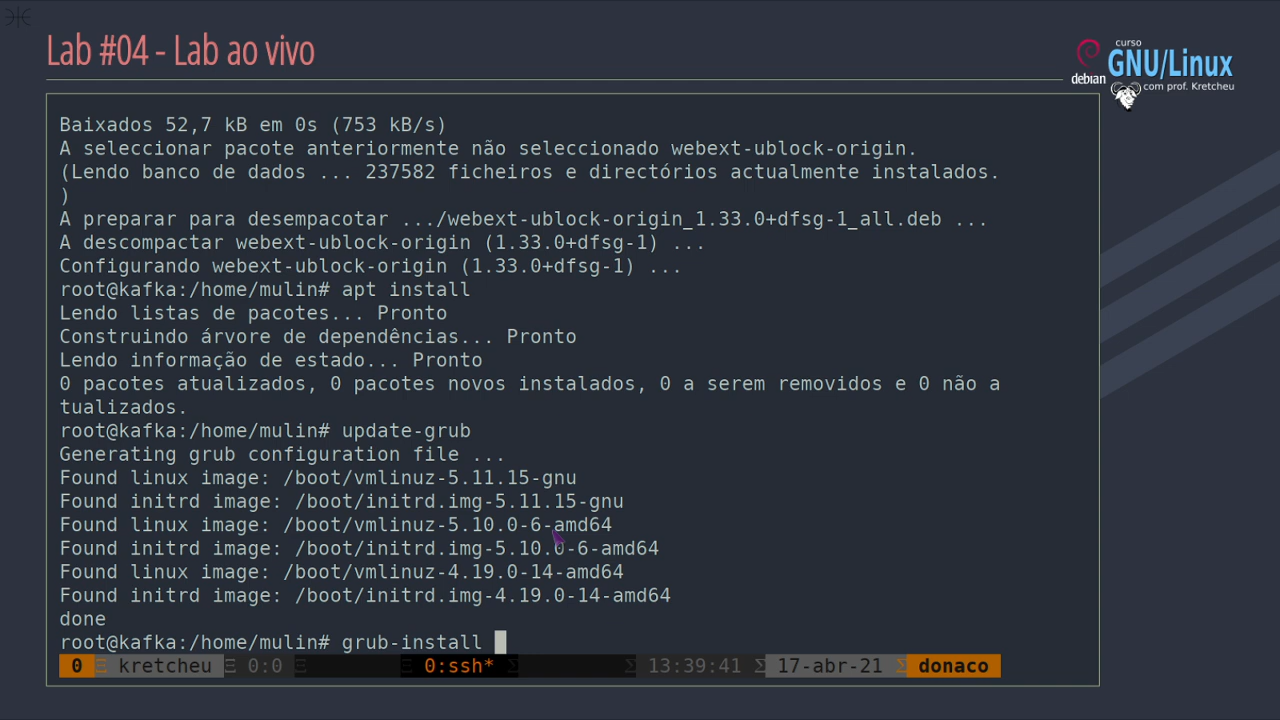 Lab #04 - Lab ao vivo
curso
GNU/Linux
debian
com prof. Kretcheu
Baixados 52,7 kB em 0s (753 kB/s)
A seleccionar pacote anteriormente não seleccionado webext-ublock-origin.
(Lendo banco de dados ... 237582 ficheiros e directórios actualmente instalados.
)
A preparar para desempacotar .../webext-ublock-origin_1.33.0+dfsg-1_all.deb ...
A descompactar webext-ublock-origin (1.33.0+dfsg-1) ...
Configurando webext-ublock-origin (1.33.0+dfsg-1) ...
root@kafka:/home/mulin# apt install
Lendo listas de pacotes... Pronto
Construindo árvore de dependências... Pronto
Lendo informação de estado... Pronto
0 pacotes atualizados, 0 pacotes novos instalados, 0 a serem removidos e 0 não a
tualizados.
root@kafka:/home/mulin# update-grub
Generating grub configuration file ...
Found linux image: /boot/vmlinuz-5.11.15-gnu
Found initrd image: /boot/initrd.img-5.11.15-gnu
Found linux image: /boot/vmlinuz-5.10.0-6-amd64
Found initrd image: /boot/initrd.img-5.10.0-6-amd64
Found linux image: /boot/vmlinuz-4.19.0-14-amd64
Found initrd image: /boot/initrd.img-4.19.0-14-amd64
done
root@kafka:/home/mulin# grub-install
0 Ξ kretcheu Ξ 0:0 Ξ Ξ 0:ssh* Σ Σ 13:39:41 Σ 17-abr-21 Σ donaco